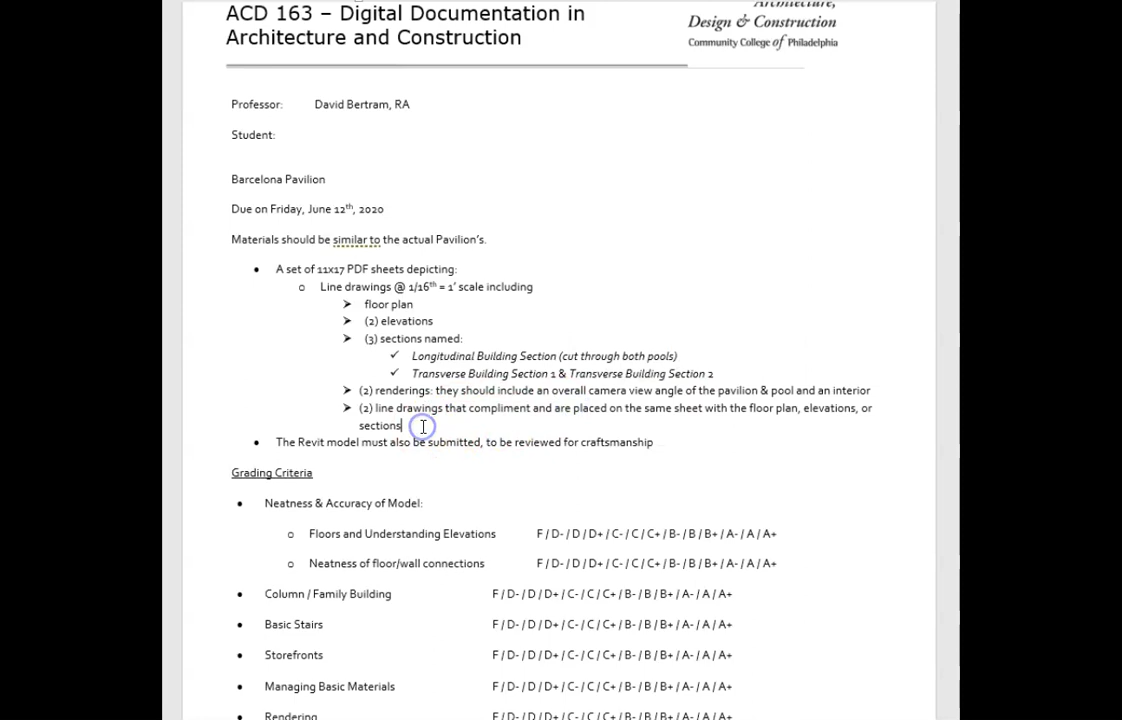 ACD 163 – Digital Documentation in
Architecture and Construction
Architecture,
Design & Construction
Community College of Philadelphia
Professor: David Bertram, RA
Student:
Barcelona Pavilion
Due on Friday, June 12th, 2020
Materials should be similar to the actual Pavilion's.
• A set of 11x17 PDF sheets depicting:
o Line drawings @ 1/16th = 1' scale including
➢ floor plan
➢ (2) elevations
➢ (3) sections named:
✓ Longitudinal Building Section (cut through both pools)
✓ Transverse Building Section 1 & Transverse Building Section 2
➢ (2) renderings: they should include an overall camera view angle of the pavilion & pool and an interior
➢ (2) line drawings that compliment and are placed on the same sheet with the floor plan, elevations, or
sections
• The Revit model must also be submitted, to be reviewed for craftsmanship
Grading Criteria
• Neatness & Accuracy of Model:
o Floors and Understanding Elevations F / D- / D / D+ / C- / C / C+ / B- / B / B+ / A- / A / A+
o Neatness of floor/wall connections F / D- / D / D+ / C- / C / C+ / B- / B / B+ / A- / A / A+
• Column / Family Building F / D- / D / D+ / C- / C / C+ / B- / B / B+ / A- / A / A+
• Basic Stairs F / D- / D / D+ / C- / C / C+ / B- / B / B+ / A- / A / A+
• Storefronts F / D- / D / D+ / C- / C / C+ / B- / B / B+ / A- / A / A+
• Managing Basic Materials F / D- / D / D+ / C- / C / C+ / B- / B / B+ / A- / A / A+
• Rendering F / D- / D / D+ / C- / C / C+ / B- / B / B+ / A- / A / A+